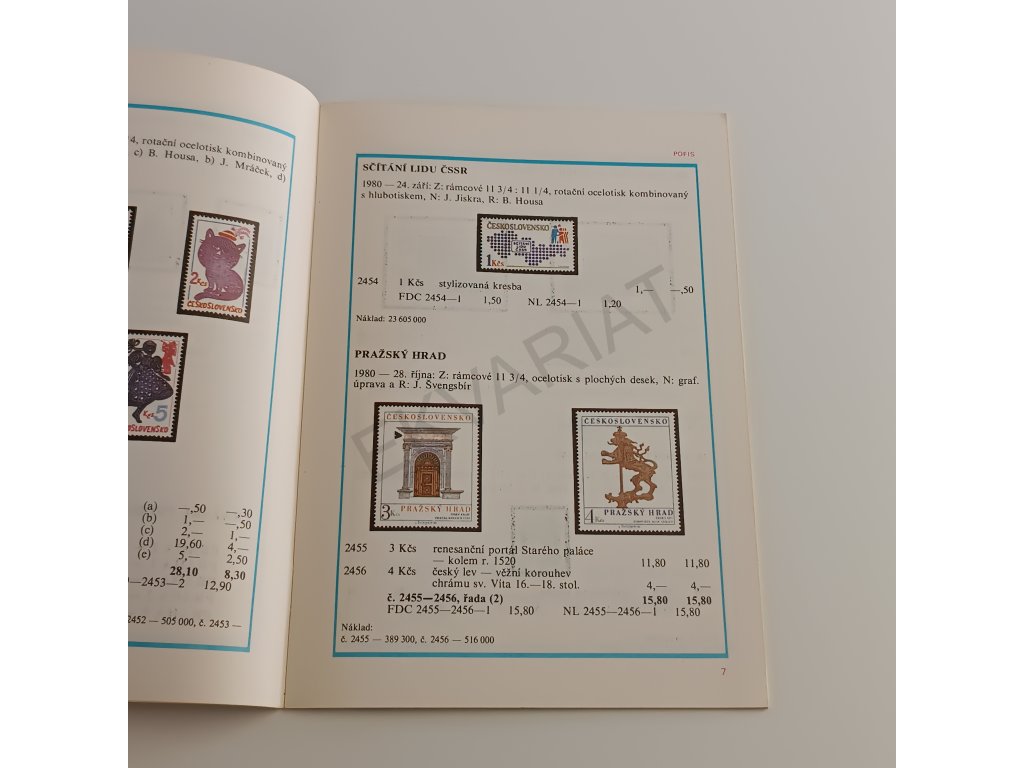 4, rotační ocelotisk kombinovaný
c) B. Housa, b) J. Mráček, d)
2Kčs
ČESKOSLOVENSKO
Kčs 5
(a) —,50 —,30
(b) 1,— —,50
(c) 2,— 1,—
(d) 19,60 4,—
(e) 5,— 2,50
28,10 8,30
—2453—2 12,90
2452 — 505 000, č. 2453 —
POFIS
SČÍTÁNÍ LIDU ČSSR
1980 — 24. září: Z: rámcové 11 3/4 : 11 1/4, rotační ocelotisk kombinovaný
s hlubotiskem, N: J. Jiskra, R: B. Housa
ČESKOSLOVENSKO
1Kčs
2454 1 Kčs stylizovaná kresba 1,— —,50
FDC 2454—1 1,50 NL 2454—1 1,20
Náklad: 23 605 000
PRAŽSKÝ HRAD
1980 — 28. října: Z: rámcové 11 3/4, ocelotisk s plochých desek, N: graf.
úprava a R: J. Švengsbír
ČESKOSLOVENSKO
3Kčs PRAŽSKÝ HRAD
ČESKOSLOVENSKO
4Kčs PRAŽSKÝ HRAD
2455 3 Kčs renesanční portál Starého paláce
— kolem r. 1520 11,80 11,80
2456 4 Kčs český lev — věžní korouhev
chrámu sv. Víta 16.—18. stol. 4,— 4,—
č. 2455—2456, řada (2) 15,80 15,80
FDC 2455—2456—1 15,80 NL 2455—2456—1 15,80
Náklad:
č. 2455 — 389 300, č. 2456 — 516 000
7
EKVARIAT